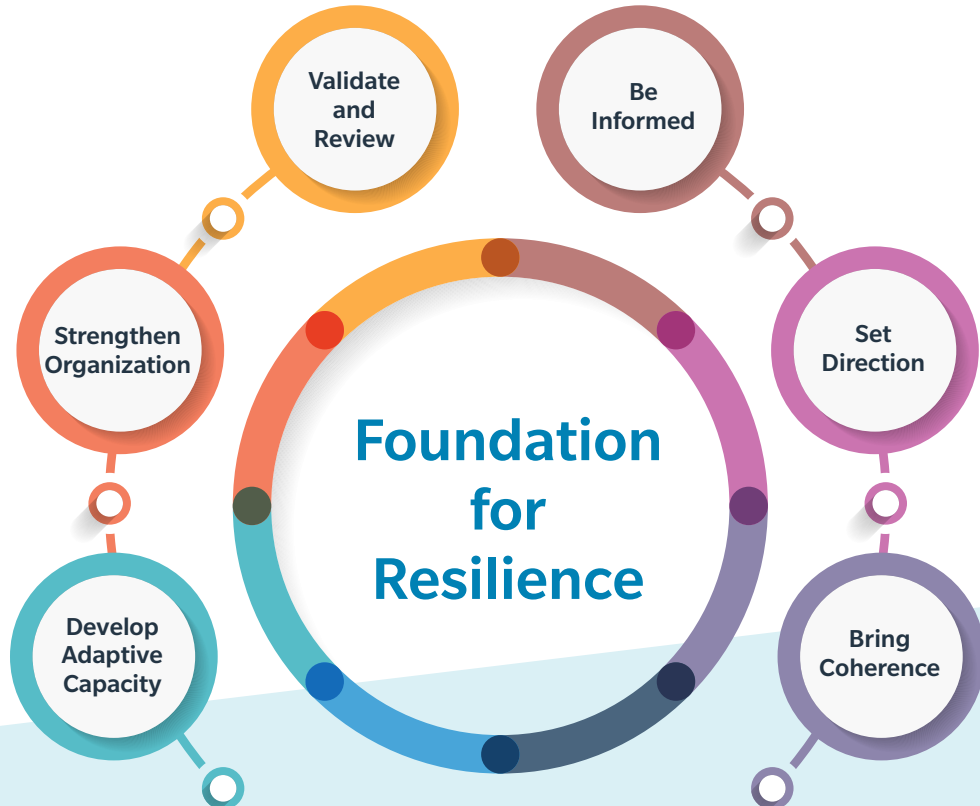 Validate
and
Review
Be
Informed
Strengthen
Organization
Set
Direction
Foundation
for
Resilience
Develop
Adaptive
Capacity
Bring
Coherence